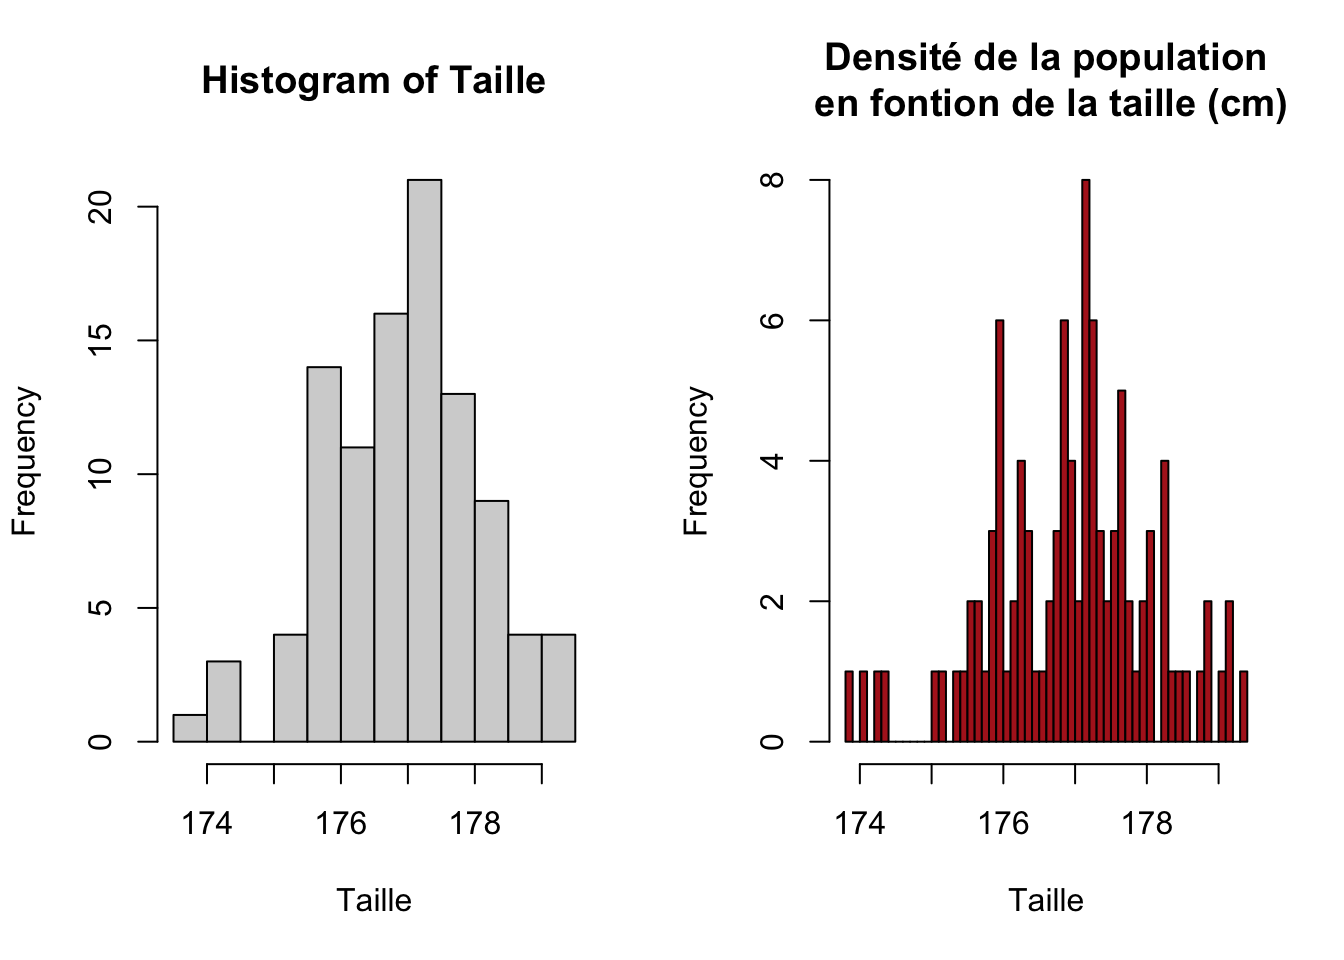 Histogram of Taille
Frequency
20
15
10
5
0
174
176
178
Taille
Densité de la population
en fontion de la taille (cm)
Frequency
8
6
4
2
0
174
176
178
Taille